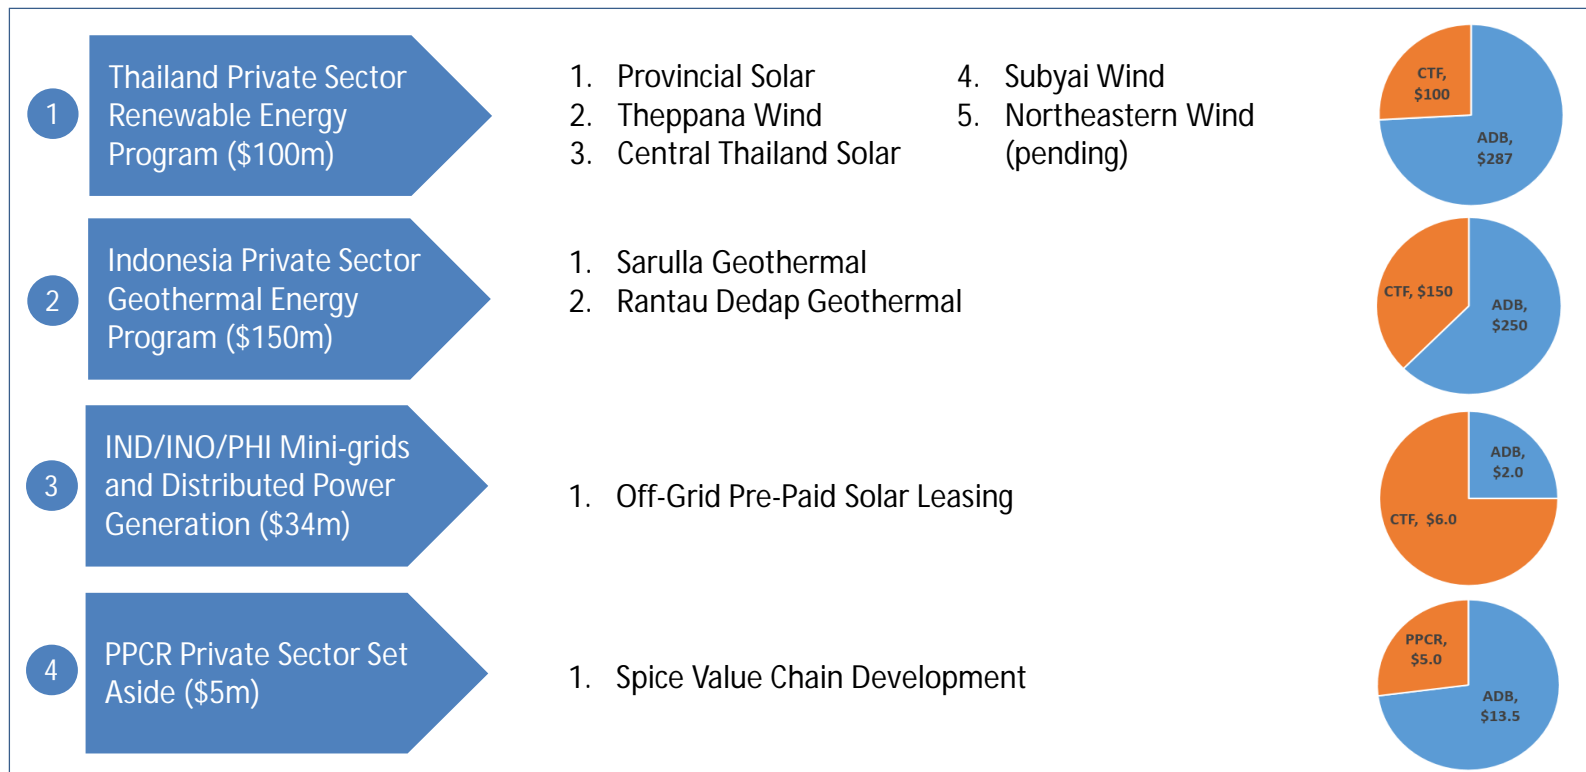 1
Thailand Private Sector
Renewable Energy
Program ($100m)
1. Provincial Solar
2. Theppana Wind
3. Central Thailand Solar
4. Subyai Wind
5. Northeastern Wind
(pending)
CTF,
$100
ADB,
$287
2
Indonesia Private Sector
Geothermal Energy
Program ($150m)
1. Sarulla Geothermal
2. Rantau Dedap Geothermal
CTF, $150
ADB,
$250
3
IND/INO/PHI Mini-grids
and Distributed Power
Generation ($34m)
1. Off-Grid Pre-Paid Solar Leasing
ADB,
$2.0
CTF, $6.0
4
PPCR Private Sector Set
Aside ($5m)
1. Spice Value Chain Development
PPCR,
$5.0
ADB,
$13.5